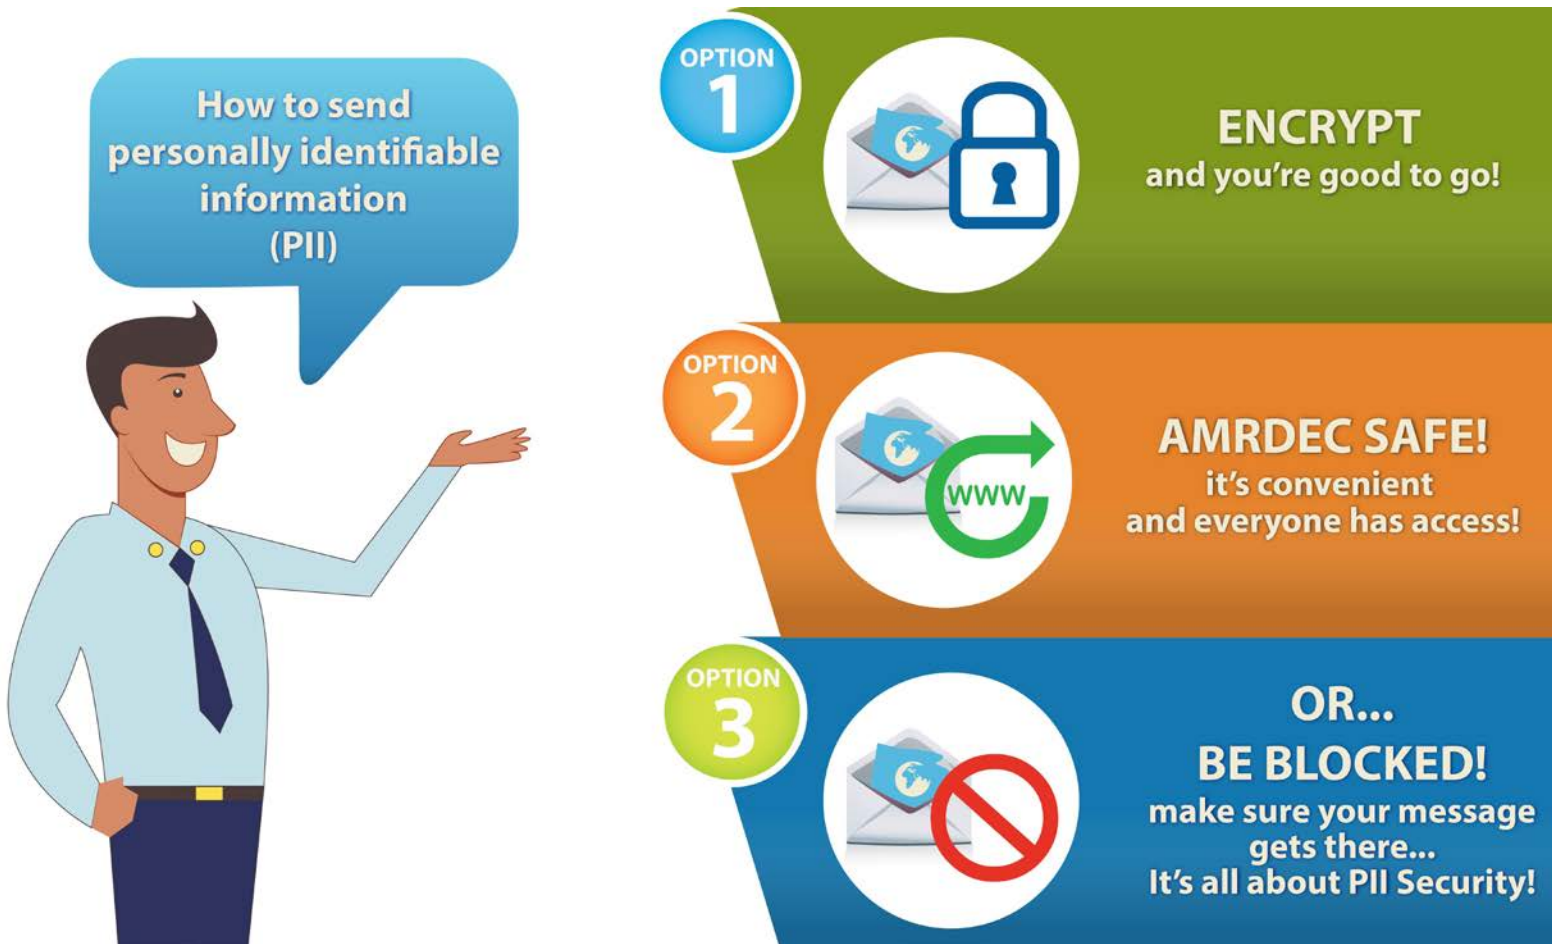 How to send
personally identifiable
information
(PII)
OPTION
1
ENCRYPT
and you're good to go!
OPTION
2
www
AMRDEC SAFE!
it's convenient
and everyone has access!
OPTION
3
OR...
BE BLOCKED!
make sure your message
gets there...
It's all about PII Security!